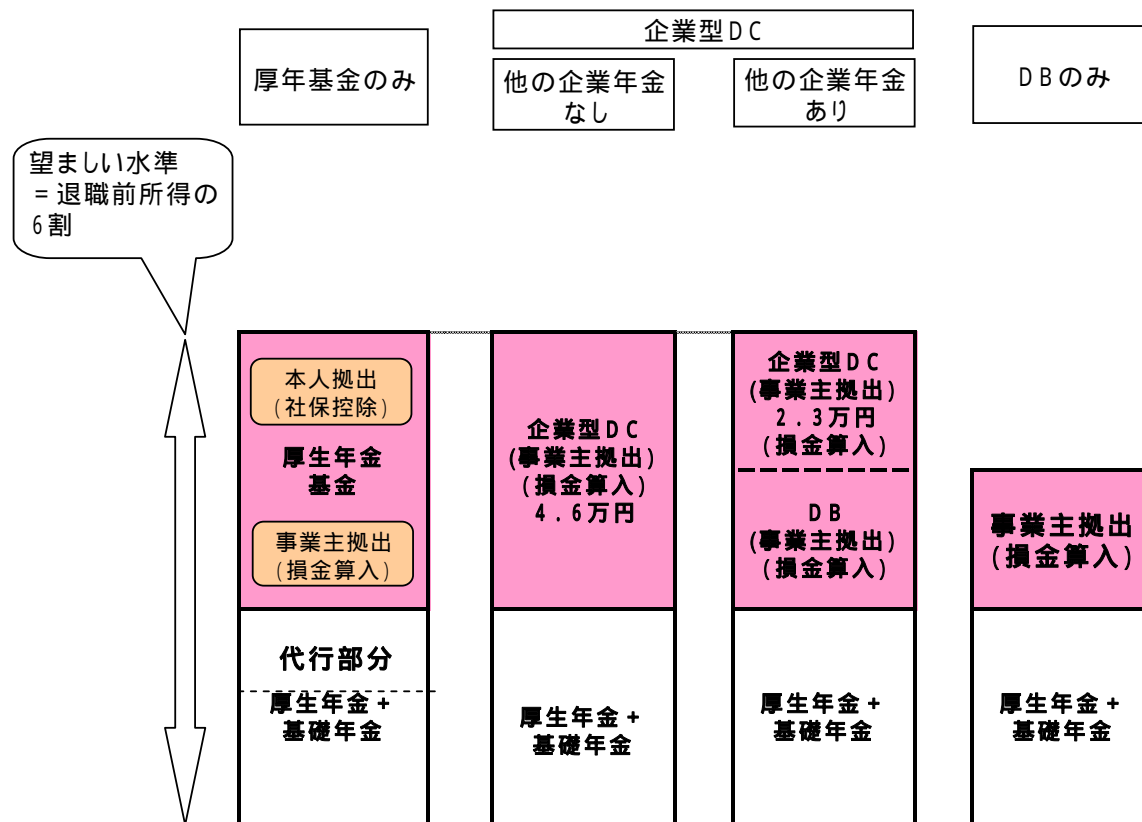 企業型DC
厚年基金のみ
他の企業年金
なし
他の企業年金
あり
DBのみ
望ましい水準
=退職前所得の
6割
本人拠出
(社保控除)
厚生年金
基金
事業主拠出
(損金算入)
代行部分
厚生年金+
基礎年金
企業型DC
(事業主拠出)
(損金算入)
4.6万円
厚生年金+
基礎年金
企業型DC
(事業主拠出)
2.3万円
(損金算入)
DB
(事業主拠出)
(損金算入)
厚生年金+
基礎年金
事業主拠出
(損金算入)
厚生年金+
基礎年金